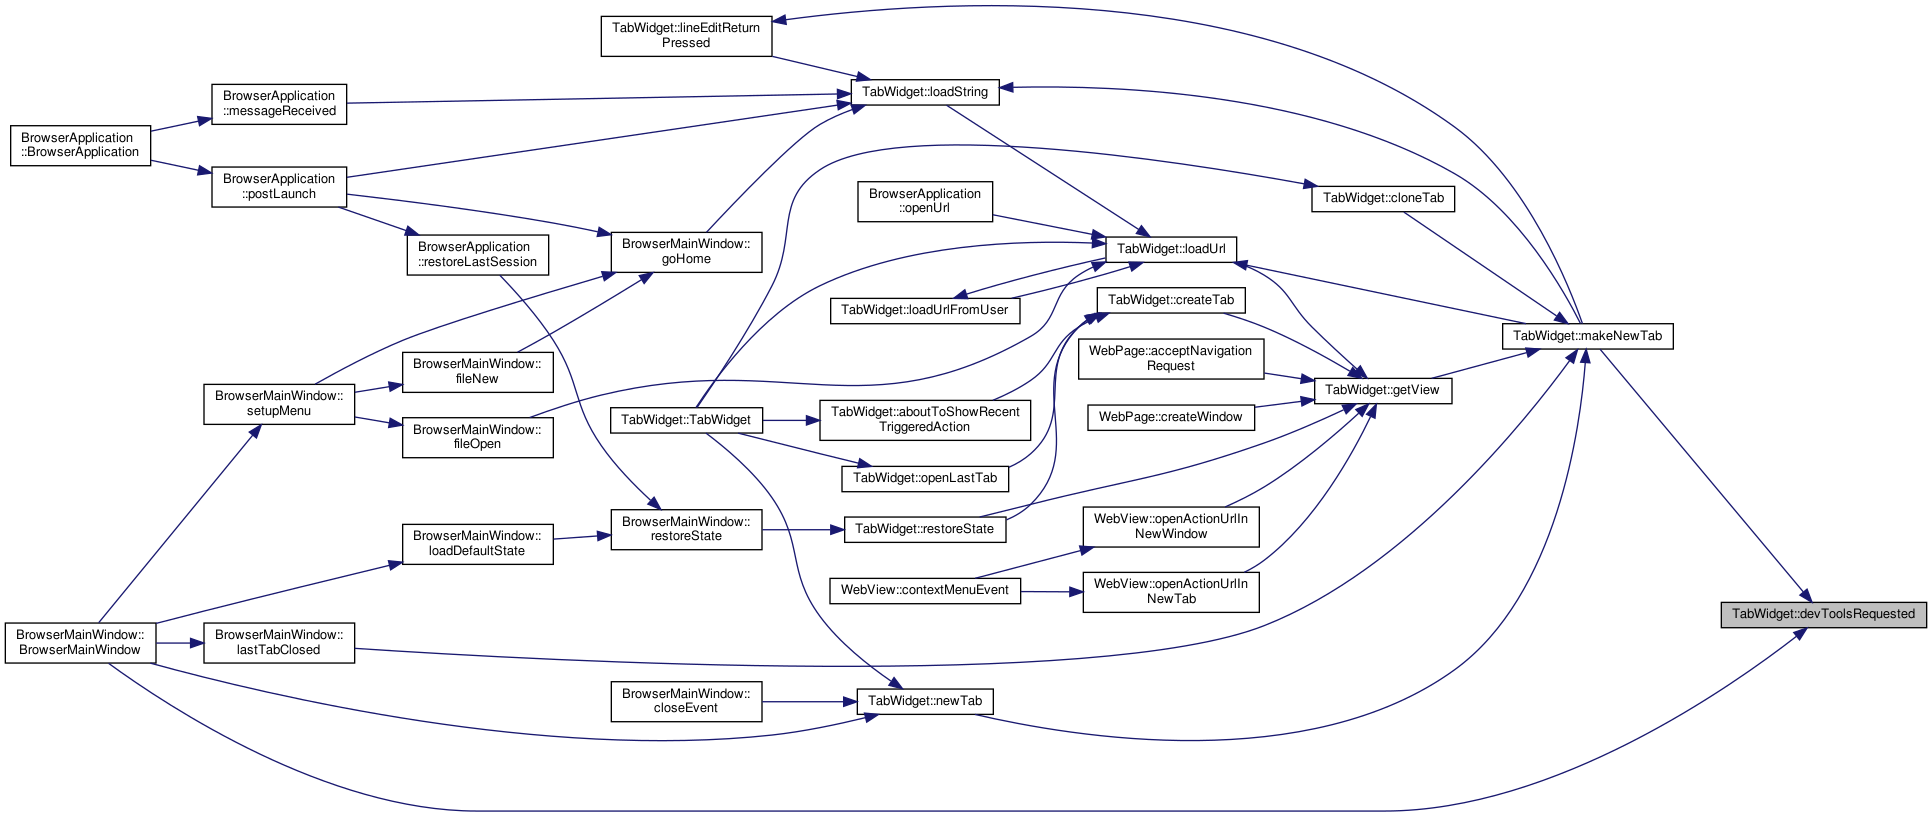 TabWidget::lineEditReturn
Pressed
TabWidget::loadString
BrowserApplication
::messageReceived
BrowserApplication
::BrowserApplication
BrowserApplication
::postLaunch
BrowserApplication
::openUrl
TabWidget::cloneTab
BrowserApplication
::restoreLastSession
BrowserMainWindow::
goHome
TabWidget::loadUrl
TabWidget::loadUrlFromUser
TabWidget::createTab
TabWidget::makeNewTab
WebPage::acceptNavigation
Request
BrowserMainWindow::
fileNew
TabWidget::getView
BrowserMainWindow::
setupMenu
TabWidget::TabWidget
TabWidget::aboutToShowRecent
TriggeredAction
WebPage::createWindow
BrowserMainWindow::
fileOpen
TabWidget::openLastTab
BrowserMainWindow::
restoreState
TabWidget::restoreState
WebView::openActionUrlIn
NewWindow
BrowserMainWindow::
loadDefaultState
WebView::contextMenuEvent
WebView::openActionUrlIn
NewTab
TabWidget::devToolsRequested
BrowserMainWindow::
BrowserMainWindow
BrowserMainWindow::
lastTabClosed
BrowserMainWindow::
closeEvent
TabWidget::newTab